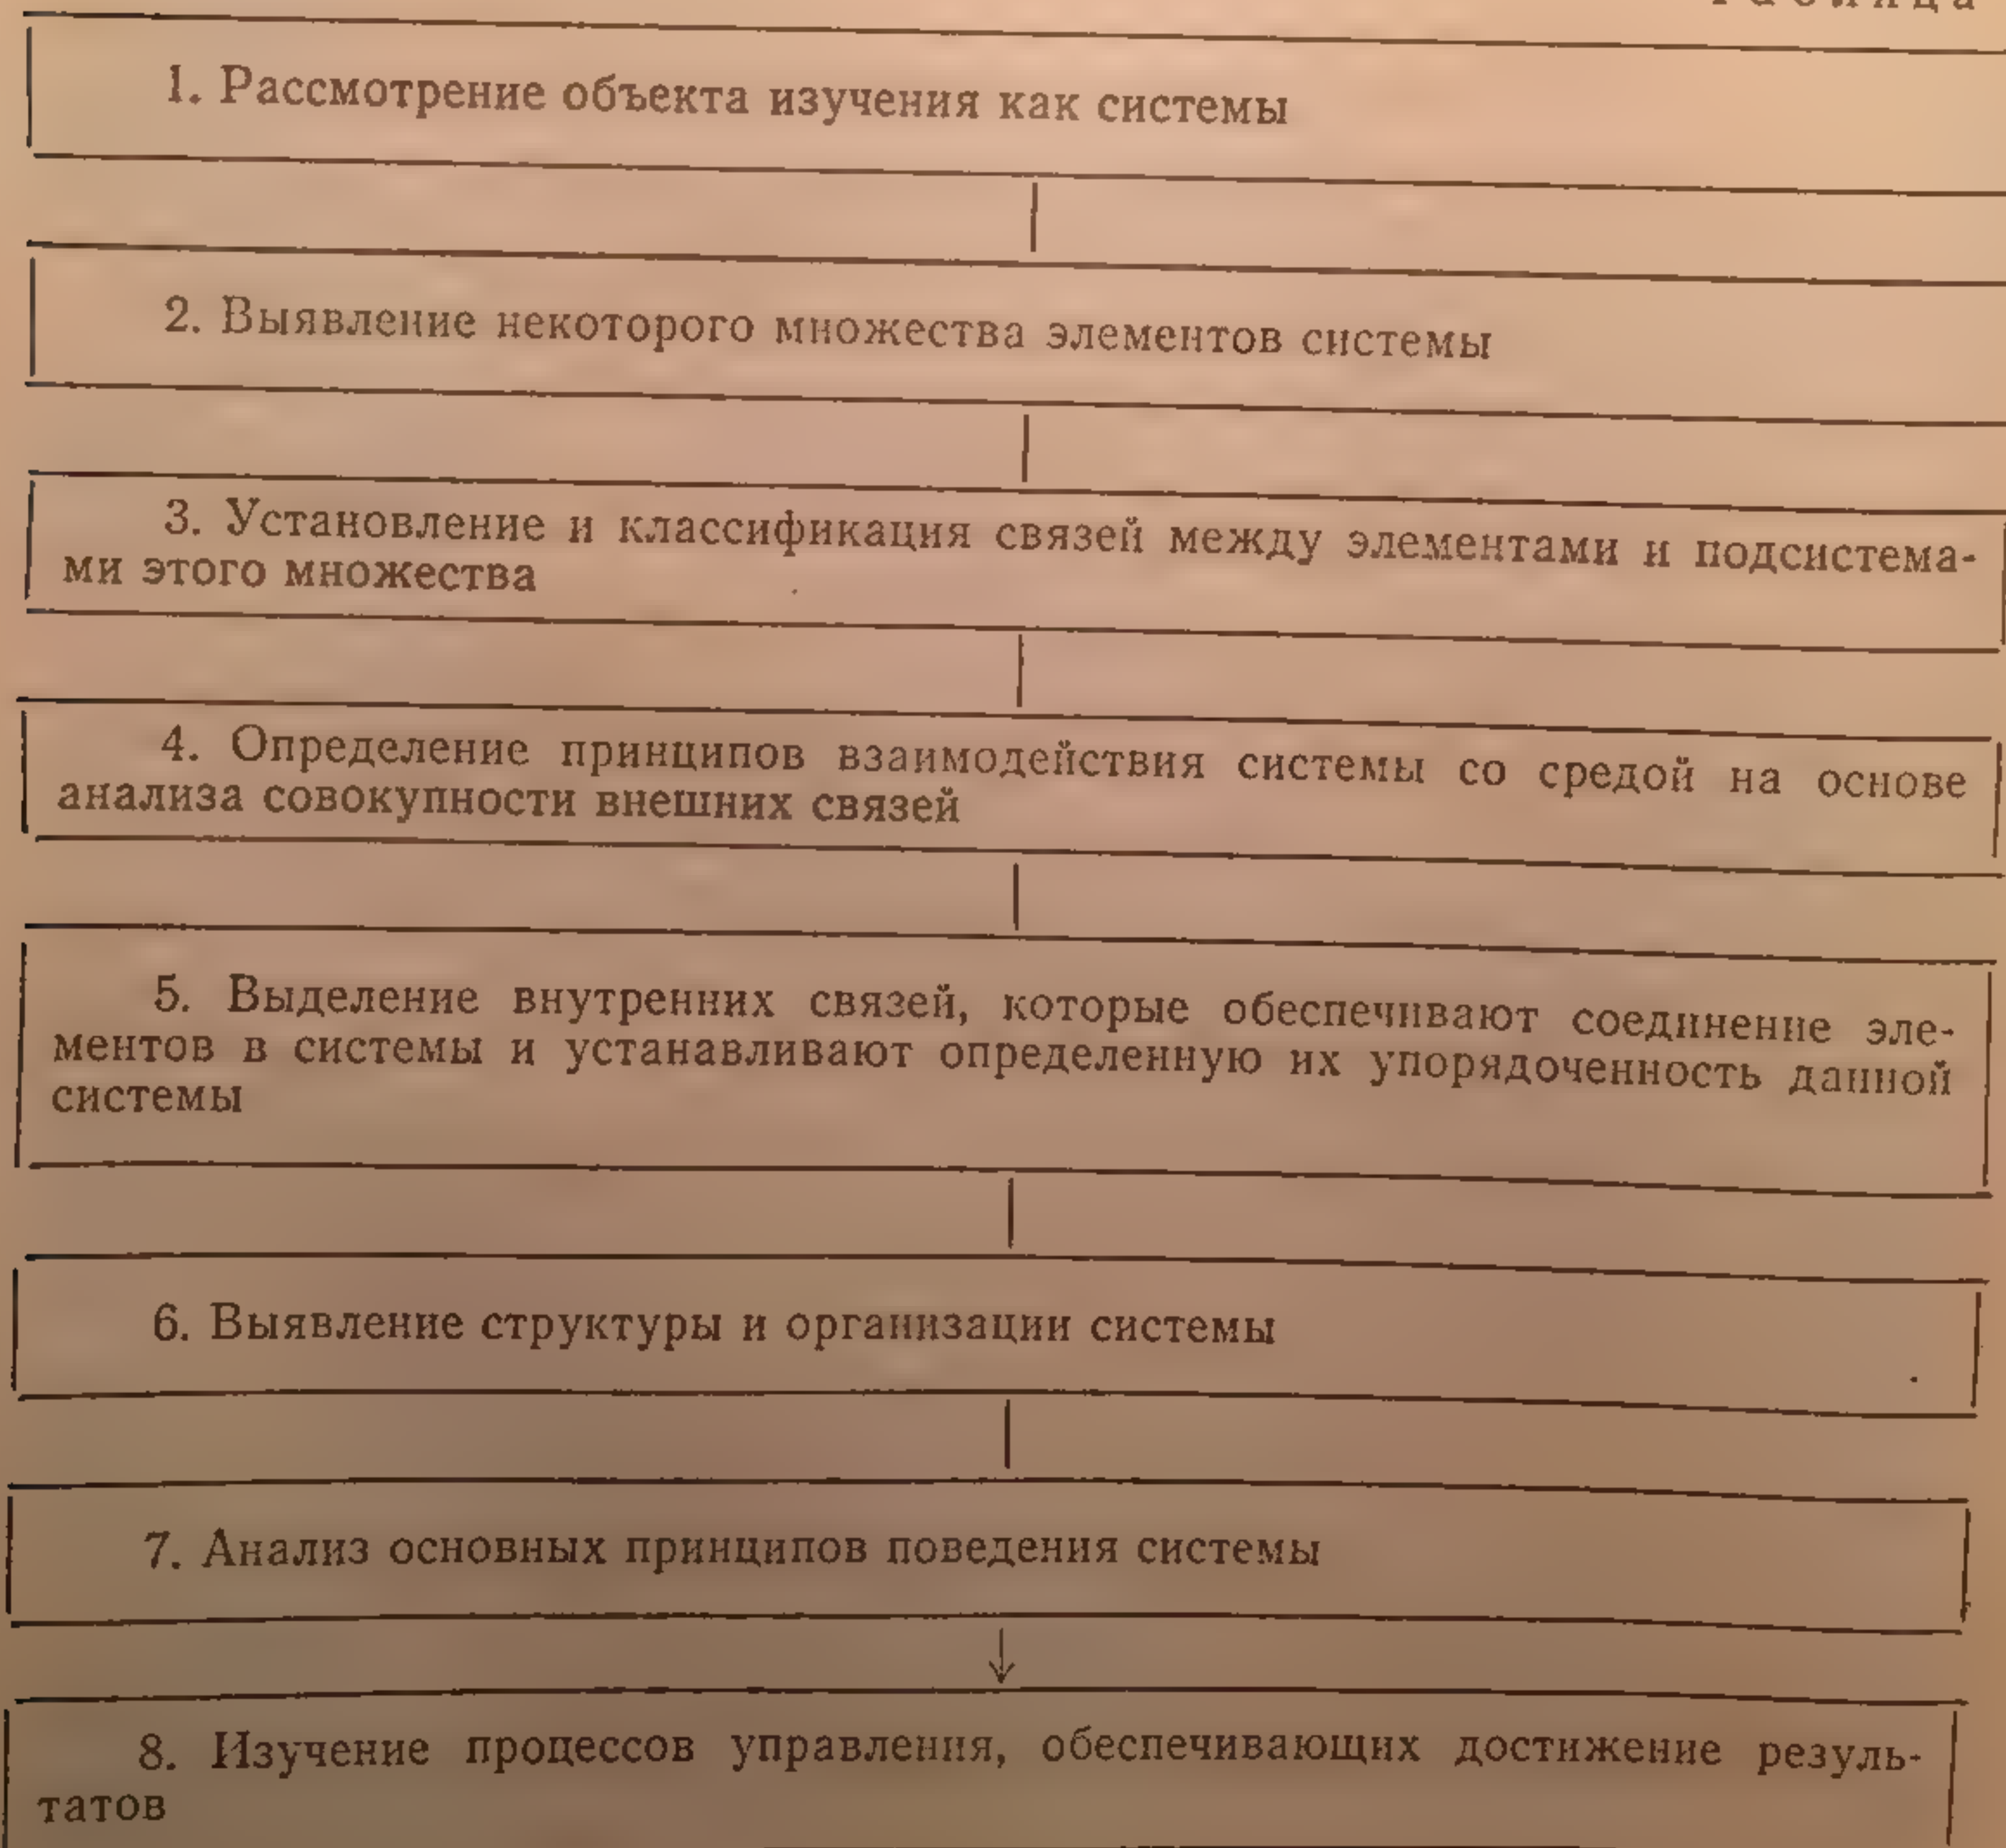 Таблица
1. Рассмотрение объекта изучения как системы
2. Выявление некоторого множества элементов системы
3. Установление и классификация связей между элементами и подсистема-
ми этого множества
4. Определение принципов взаимодействия системы со средой на основе
анализа совокупности внешних связей
5. Выделение внутренних связей, которые обеспечивают соединение эле-
ментов в системы и устанавливают определенную их упорядоченность данной
системы
6. Выявление структуры и организации системы
7. Анализ основных принципов поведения системы
8. Изучение процессов управления, обеспечивающих достижение резуль-
татов